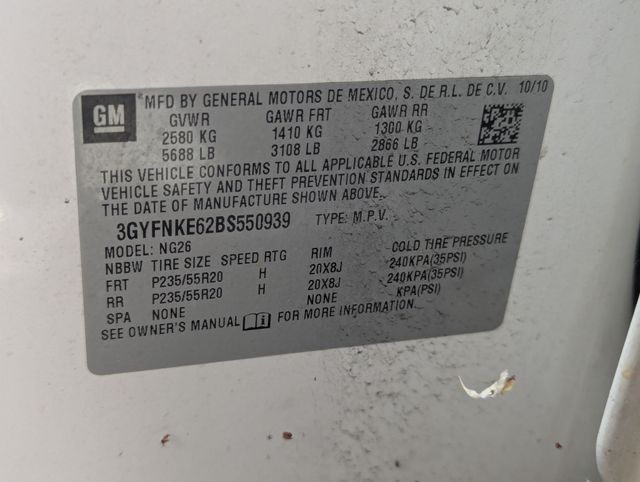 GM
MFD BY GENERAL MOTORS DE MEXICO, S. DE R.L. DE C.V. 10/10
GVWR GAWR FRT GAWR RR
2580 KG 1410 KG 1300 KG
5688 LB 3108 LB 2866 LB
THIS VEHICLE CONFORMS TO ALL APPLICABLE U.S. FEDERAL MOTOR
VEHICLE SAFETY AND THEFT PREVENTION STANDARDS IN EFFECT ON
THE DATE OF MANUFACTURE SHOWN ABOVE.
3GYFNKE62BS550939 TYPE: M.P.V.
MODEL: NG26
NBBW TIRE SIZE SPEED RTG RIM COLD TIRE PRESSURE
FRT P235/55R20 H 20X8J 240KPA(35PSI)
RR P235/55R20 H 20X8J 240KPA(35PSI)
SPA NONE NONE KPA(PSI)
SEE OWNER'S MANUAL FOR MORE INFORMATION.